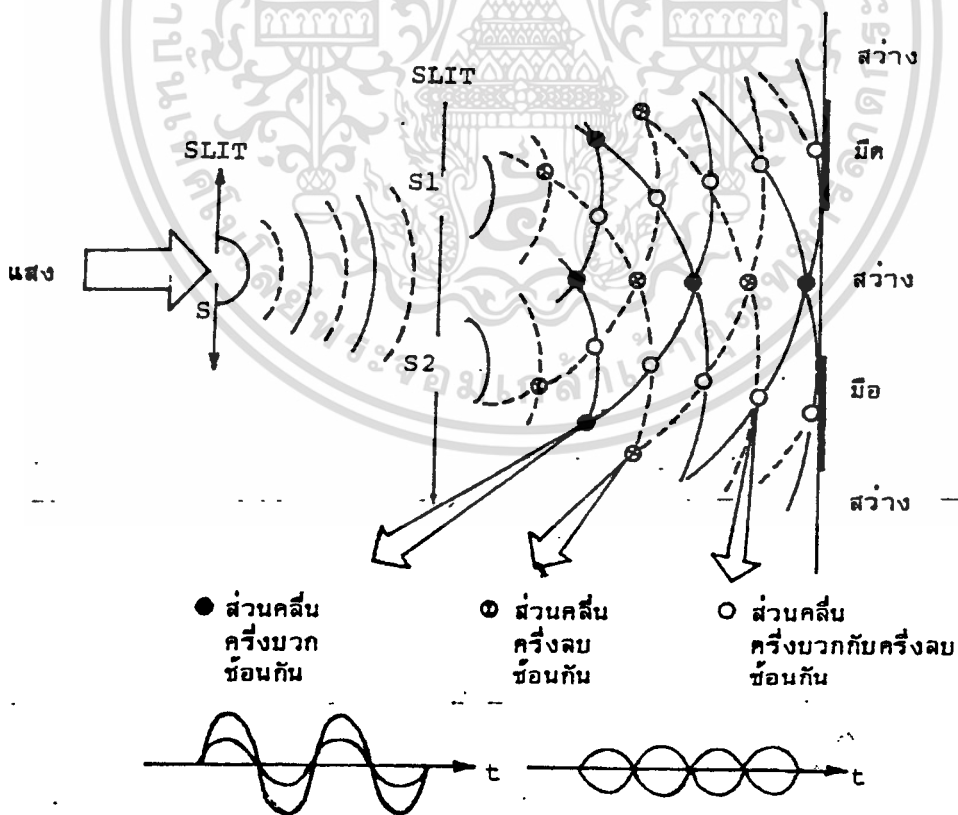 สว่าง
SLIT
SLIT
มืด
S1
แสง
สว่าง
S
S2
มือ
สว่าง
ส่วนคลื่น
ครึ่งบวก
ซ้อนกัน
ส่วนคลื่น
ครึ่งลบ
ซ้อนกัน
ส่วนคลื่น
ครึ่งบวกกับครึ่งลบ
ซ้อนกัน
t
t